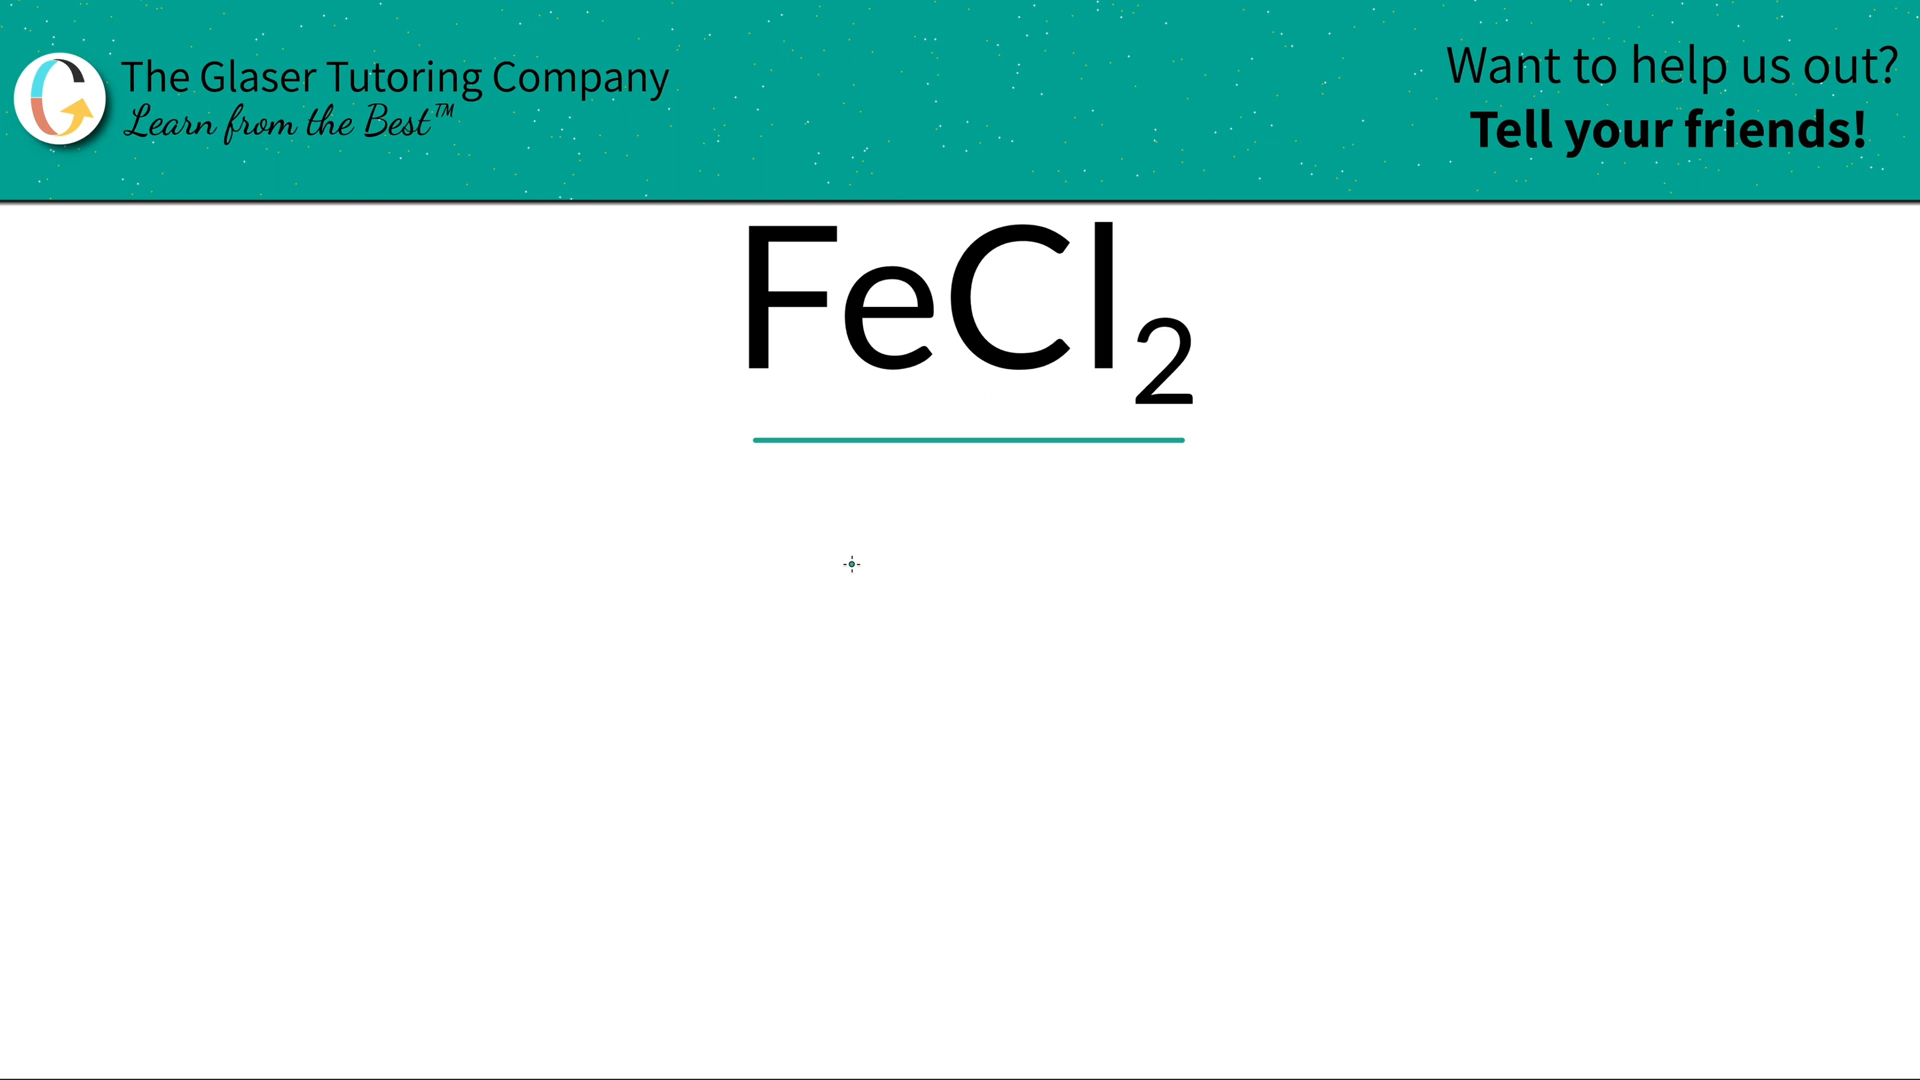 The Glaser Tutoring Company
Learn from the Best™
Want to help us out?
Tell your friends!
FeCl₂